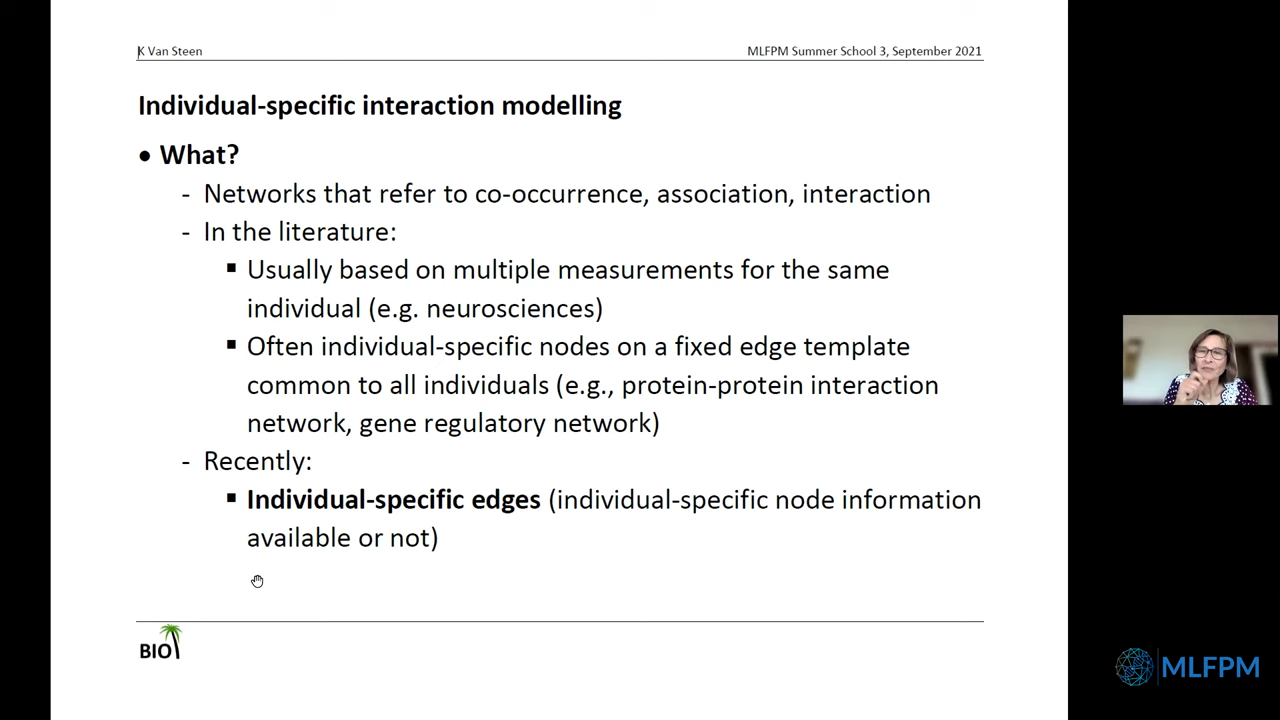 K Van Steen
MLFPM Summer School 3, September 2021
Individual-specific interaction modelling
• What?
- Networks that refer to co-occurrence, association, interaction
- In the literature:
▪ Usually based on multiple measurements for the same
individual (e.g. neurosciences)
▪ Often individual-specific nodes on a fixed edge template
common to all individuals (e.g., protein-protein interaction
network, gene regulatory network)
- Recently:
▪ Individual-specific edges (individual-specific node information
available or not)
BIO
MLFPM